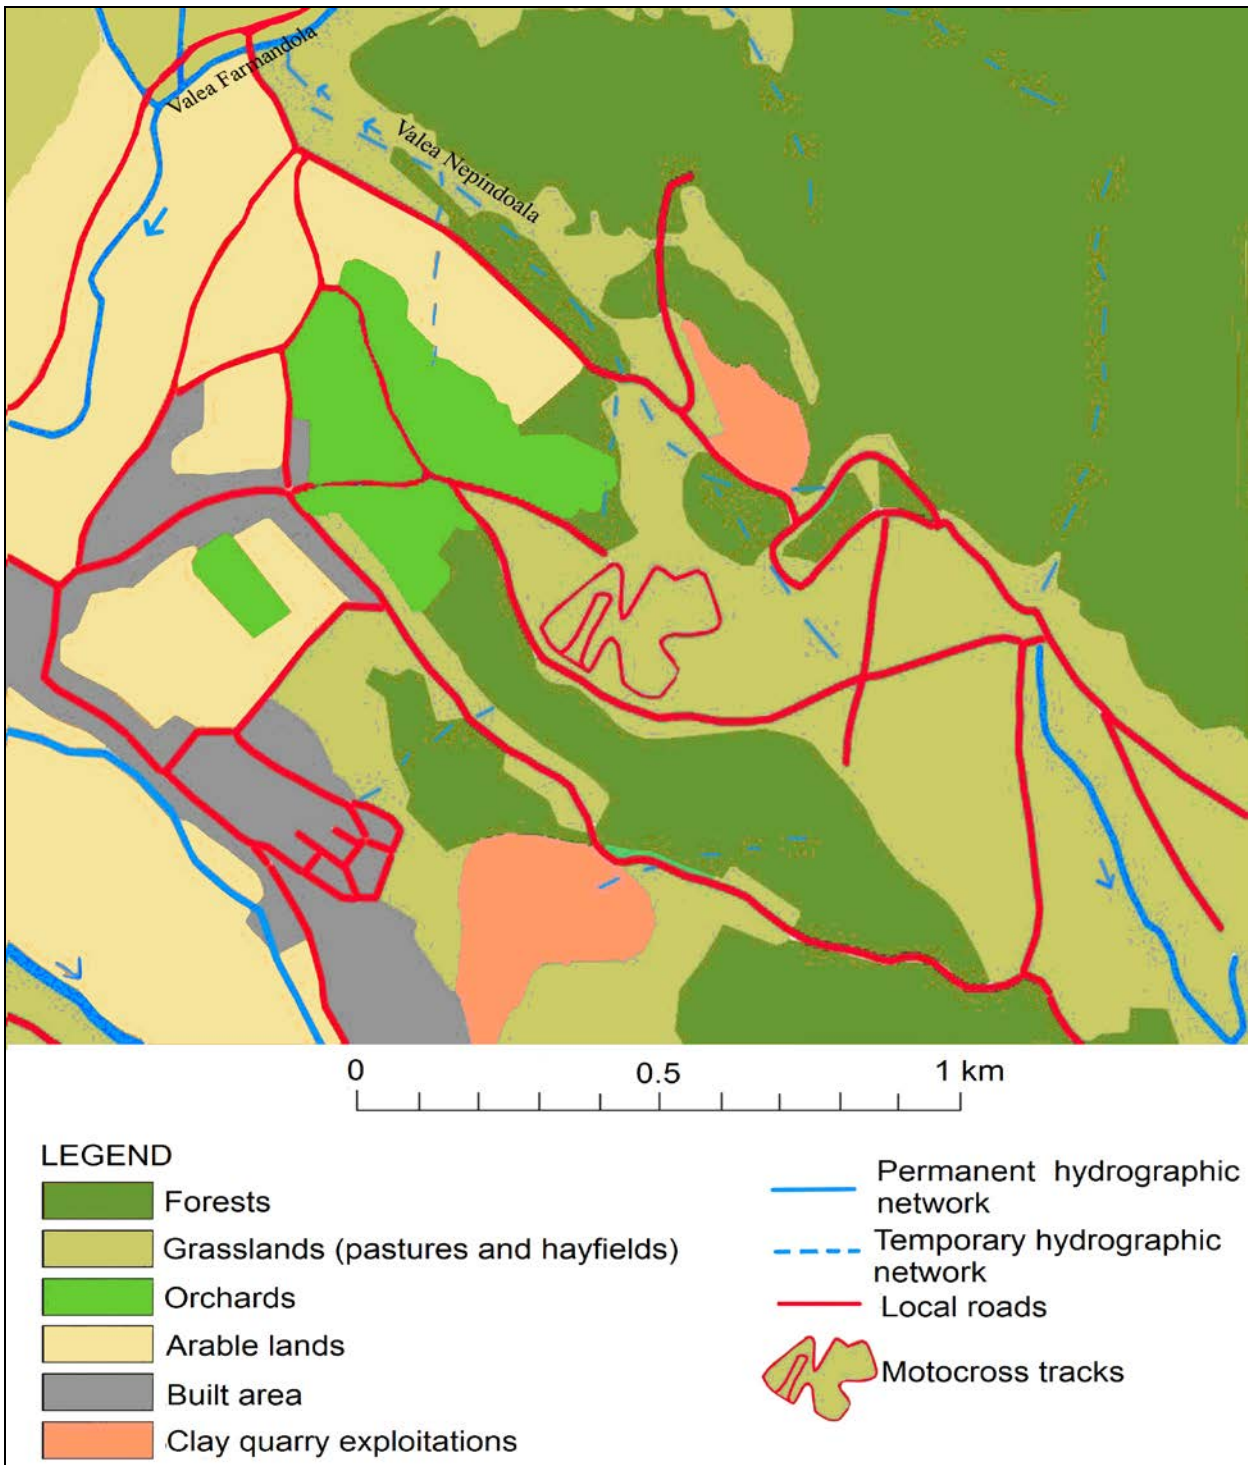 Valea Farmandola
Valea Nepindoala
0 0.5 1 km
LEGEND
Forests
Grasslands (pastures and hayfields)
Orchards
Arable lands
Built area
Clay quarry exploitations
Permanent hydrographic
network
Temporary hydrographic
network
Local roads
Motocross tracks